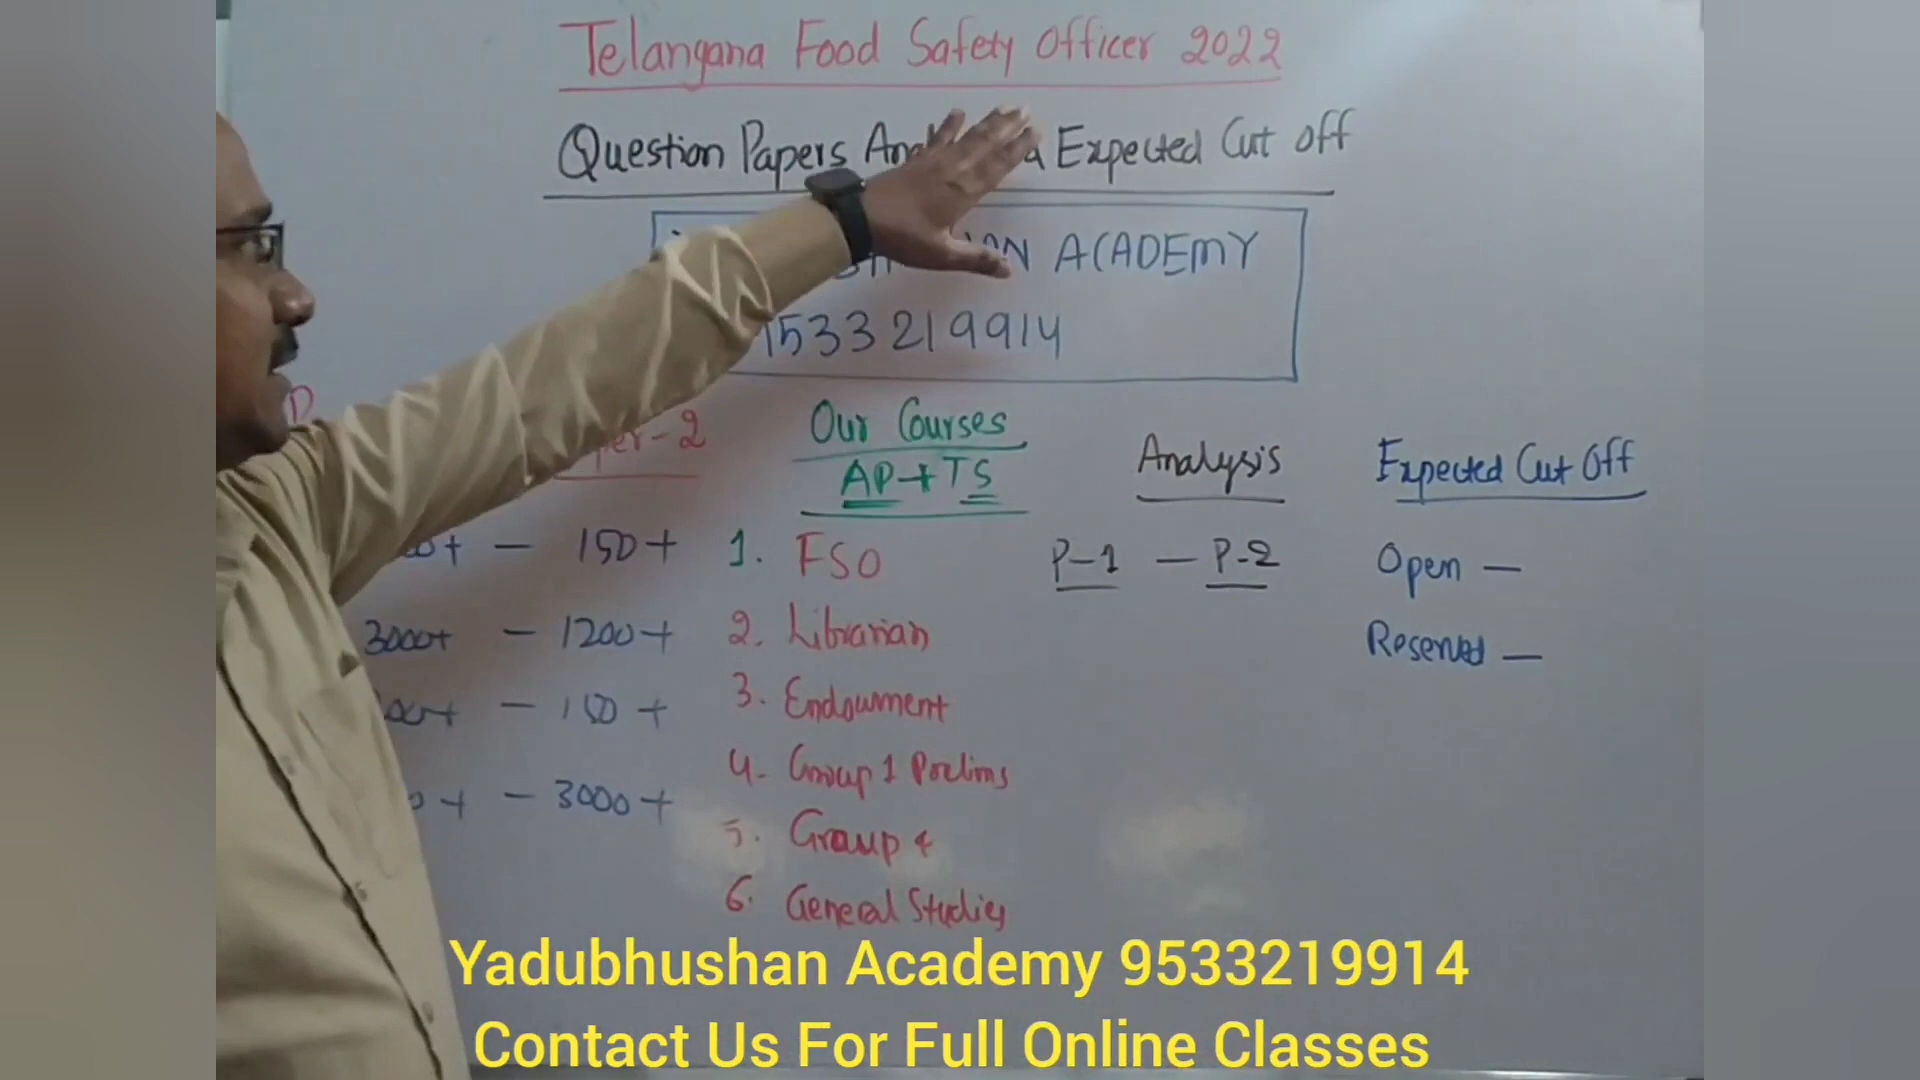 Telangana Food Safety Officer 2022
Question Papers Expected Cut off
ACADEMY
533219914
D
-2
Our Courses
AP+TS
Analysis
Expected Cut Off
- 150+
1. FSO
P-1 - P-2
Open -
3000+ - 1200+
2. Librarian
Reserved -
- 150+
3. Endowment
4. Group 1 Prelims
- 3000+
5. Group 4
6. General Studies
Yadubhushan Academy 9533219914
Contact Us For Full Online Classes